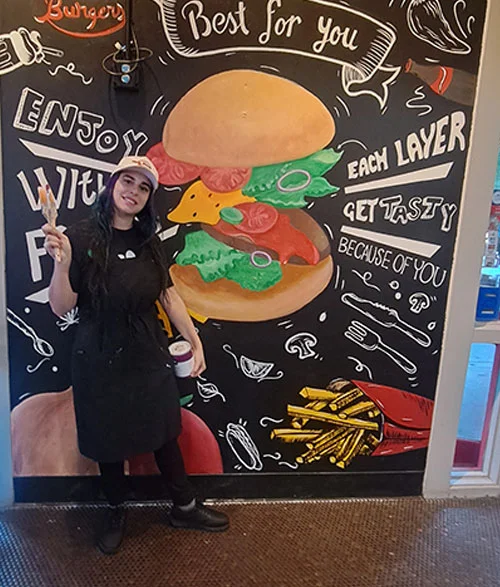 Burgers
Best for you
ENJOY
WITH
EACH LAYER
GET TASTY
BECAUSE OF YOU